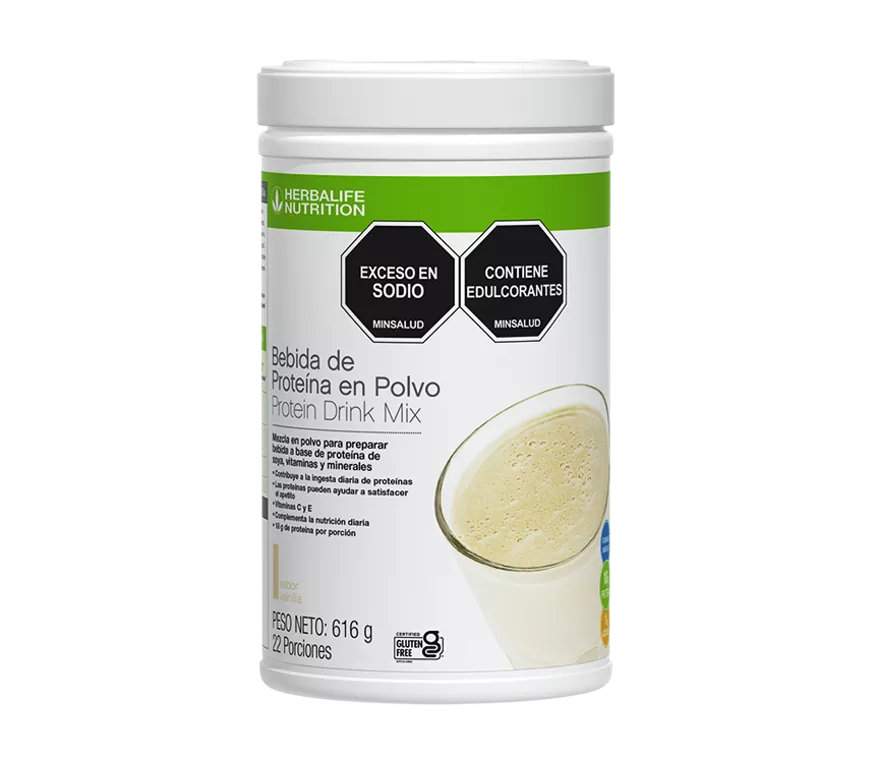 HERBALIFE
NUTRITION
EXCESO EN
SODIO
MINSALUD
CONTIENE
EDULCORANTES
MINSALUD
Bebida de
Proteína en Polvo
Protein Drink Mix
Mezcla en polvo para preparar
bebida a base de proteína de
soya, vitaminas y minerales
• Contribuye a la ingesta diaria de proteínas
• Las proteínas pueden ayudar a satisfacer
el apetito
• Vitaminas C y E
• Complementa la nutrición diaria
• 18 g de proteína por porción
sabor
vainilla
PESO NETO: 616 g
22 Porciones
CERTIFIED
GLUTEN
FREE